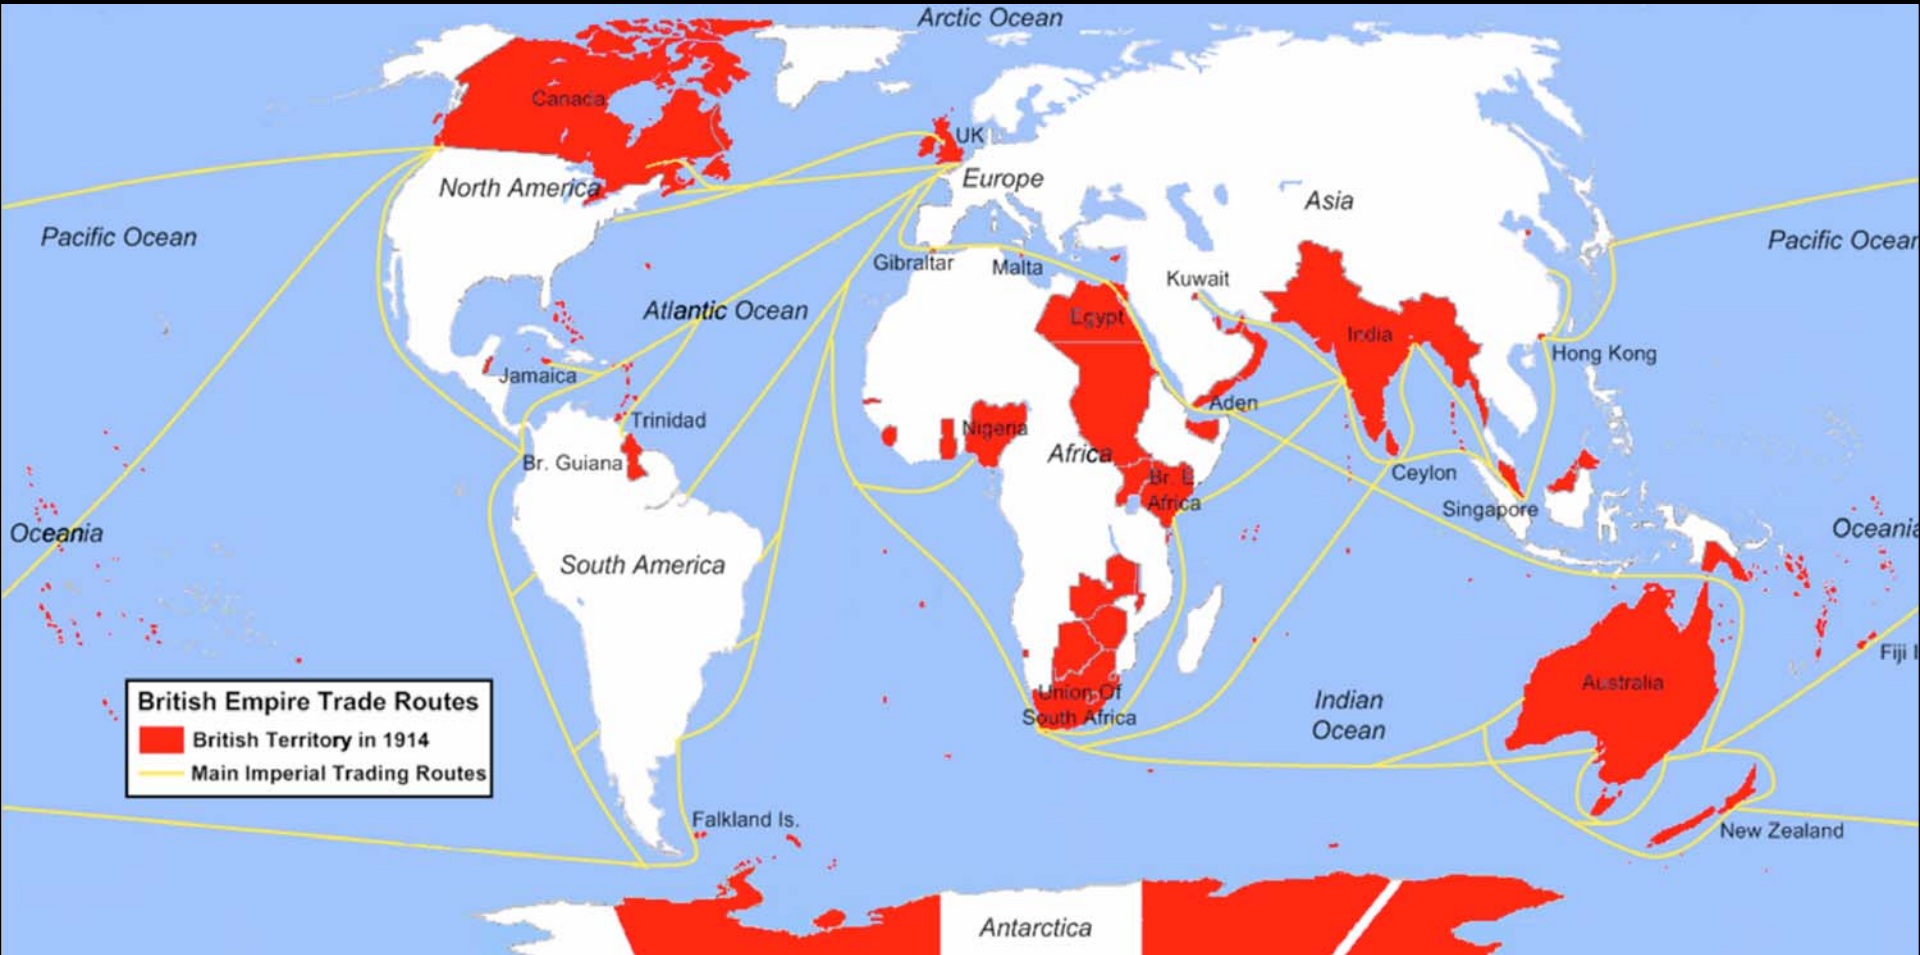 Arctic Ocean
Canada
UK
North America
Europe
Asia
Pacific Ocean
Pacific Ocean
Gibraltar
Malta
Kuwait
Atlantic Ocean
Egypt
India
Hong Kong
Jamaica
Aden
Trinidad
Nigeria
Africa
Br. Guiana
Ceylon
Br. E.
Africa
Singapore
Oceania
Oceania
South America
Fiji I
Australia
Union Of
South Africa
Indian
Ocean
British Empire Trade Routes
British Territory in 1914
Main Imperial Trading Routes
Falkland Is.
New Zealand
Antarctica